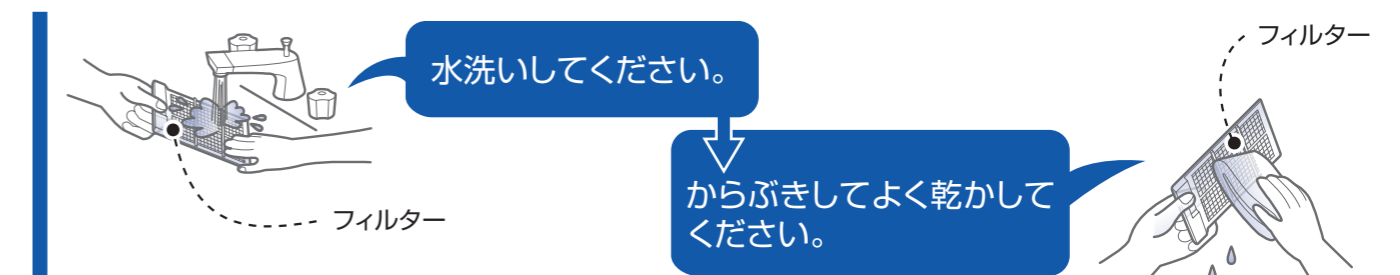 フィルター
水洗いしてください。
からぶきしてよく乾かして
ください。
フィルター